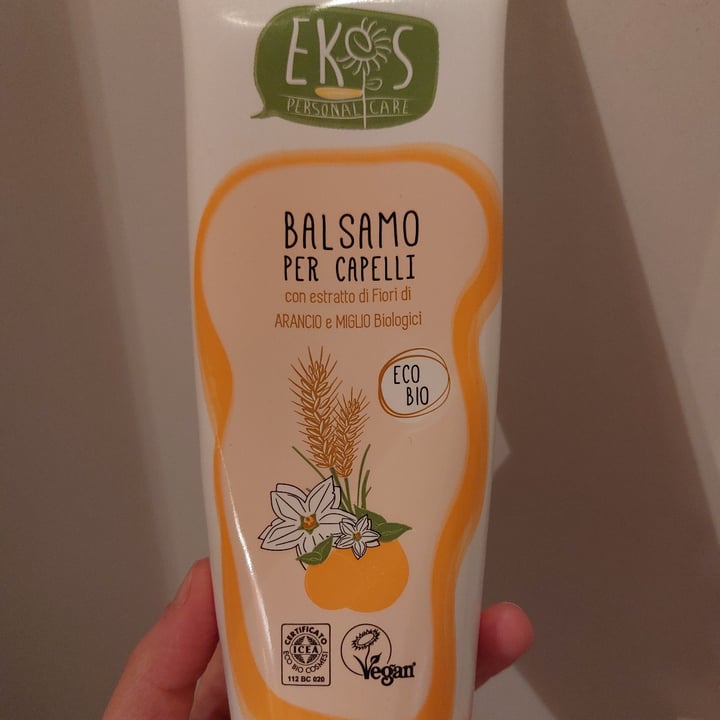 EKOS
PERSONAL CARE
BALSAMO
PER CAPELLI
con estratto di Fiori di
ARANCIO e MIGLIO Biologici
ECO
BIO
CERTIFICATO
ICEA
ECO BIO COSMESI
112 BC 020
Vegan